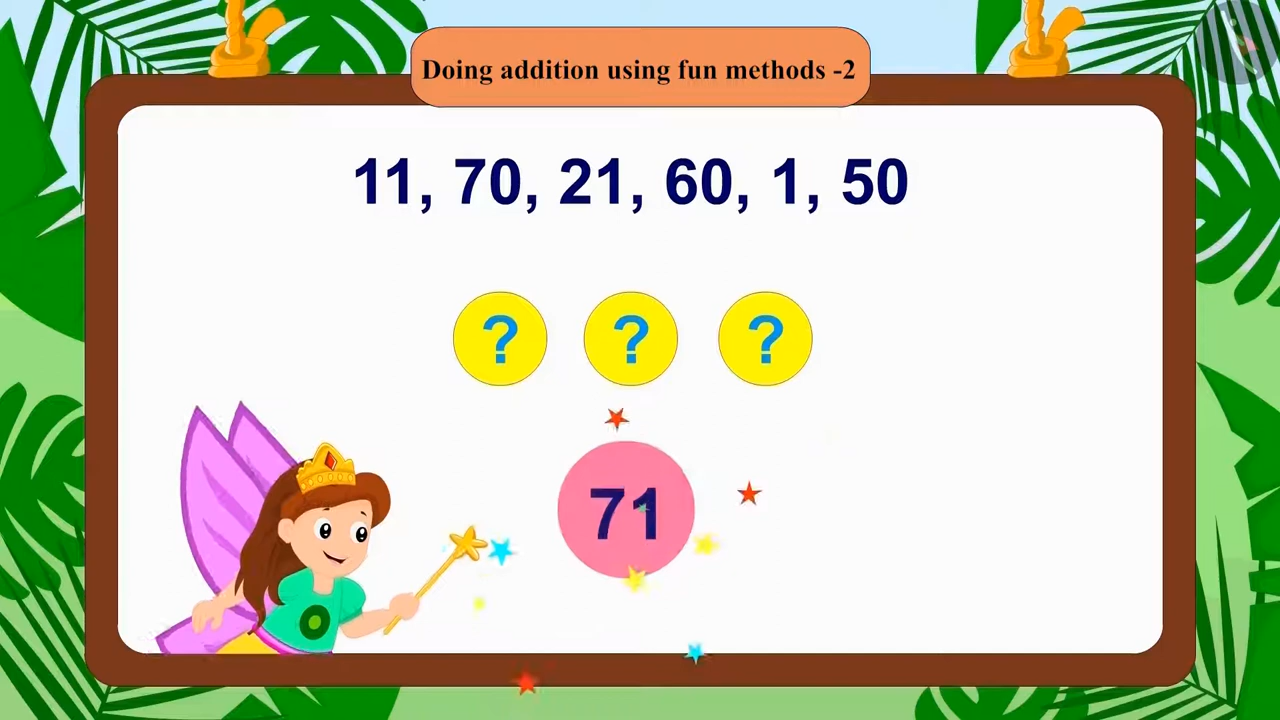 Doing addition using fun methods -2
11, 70, 21, 60, 1, 50
? ? ?
71